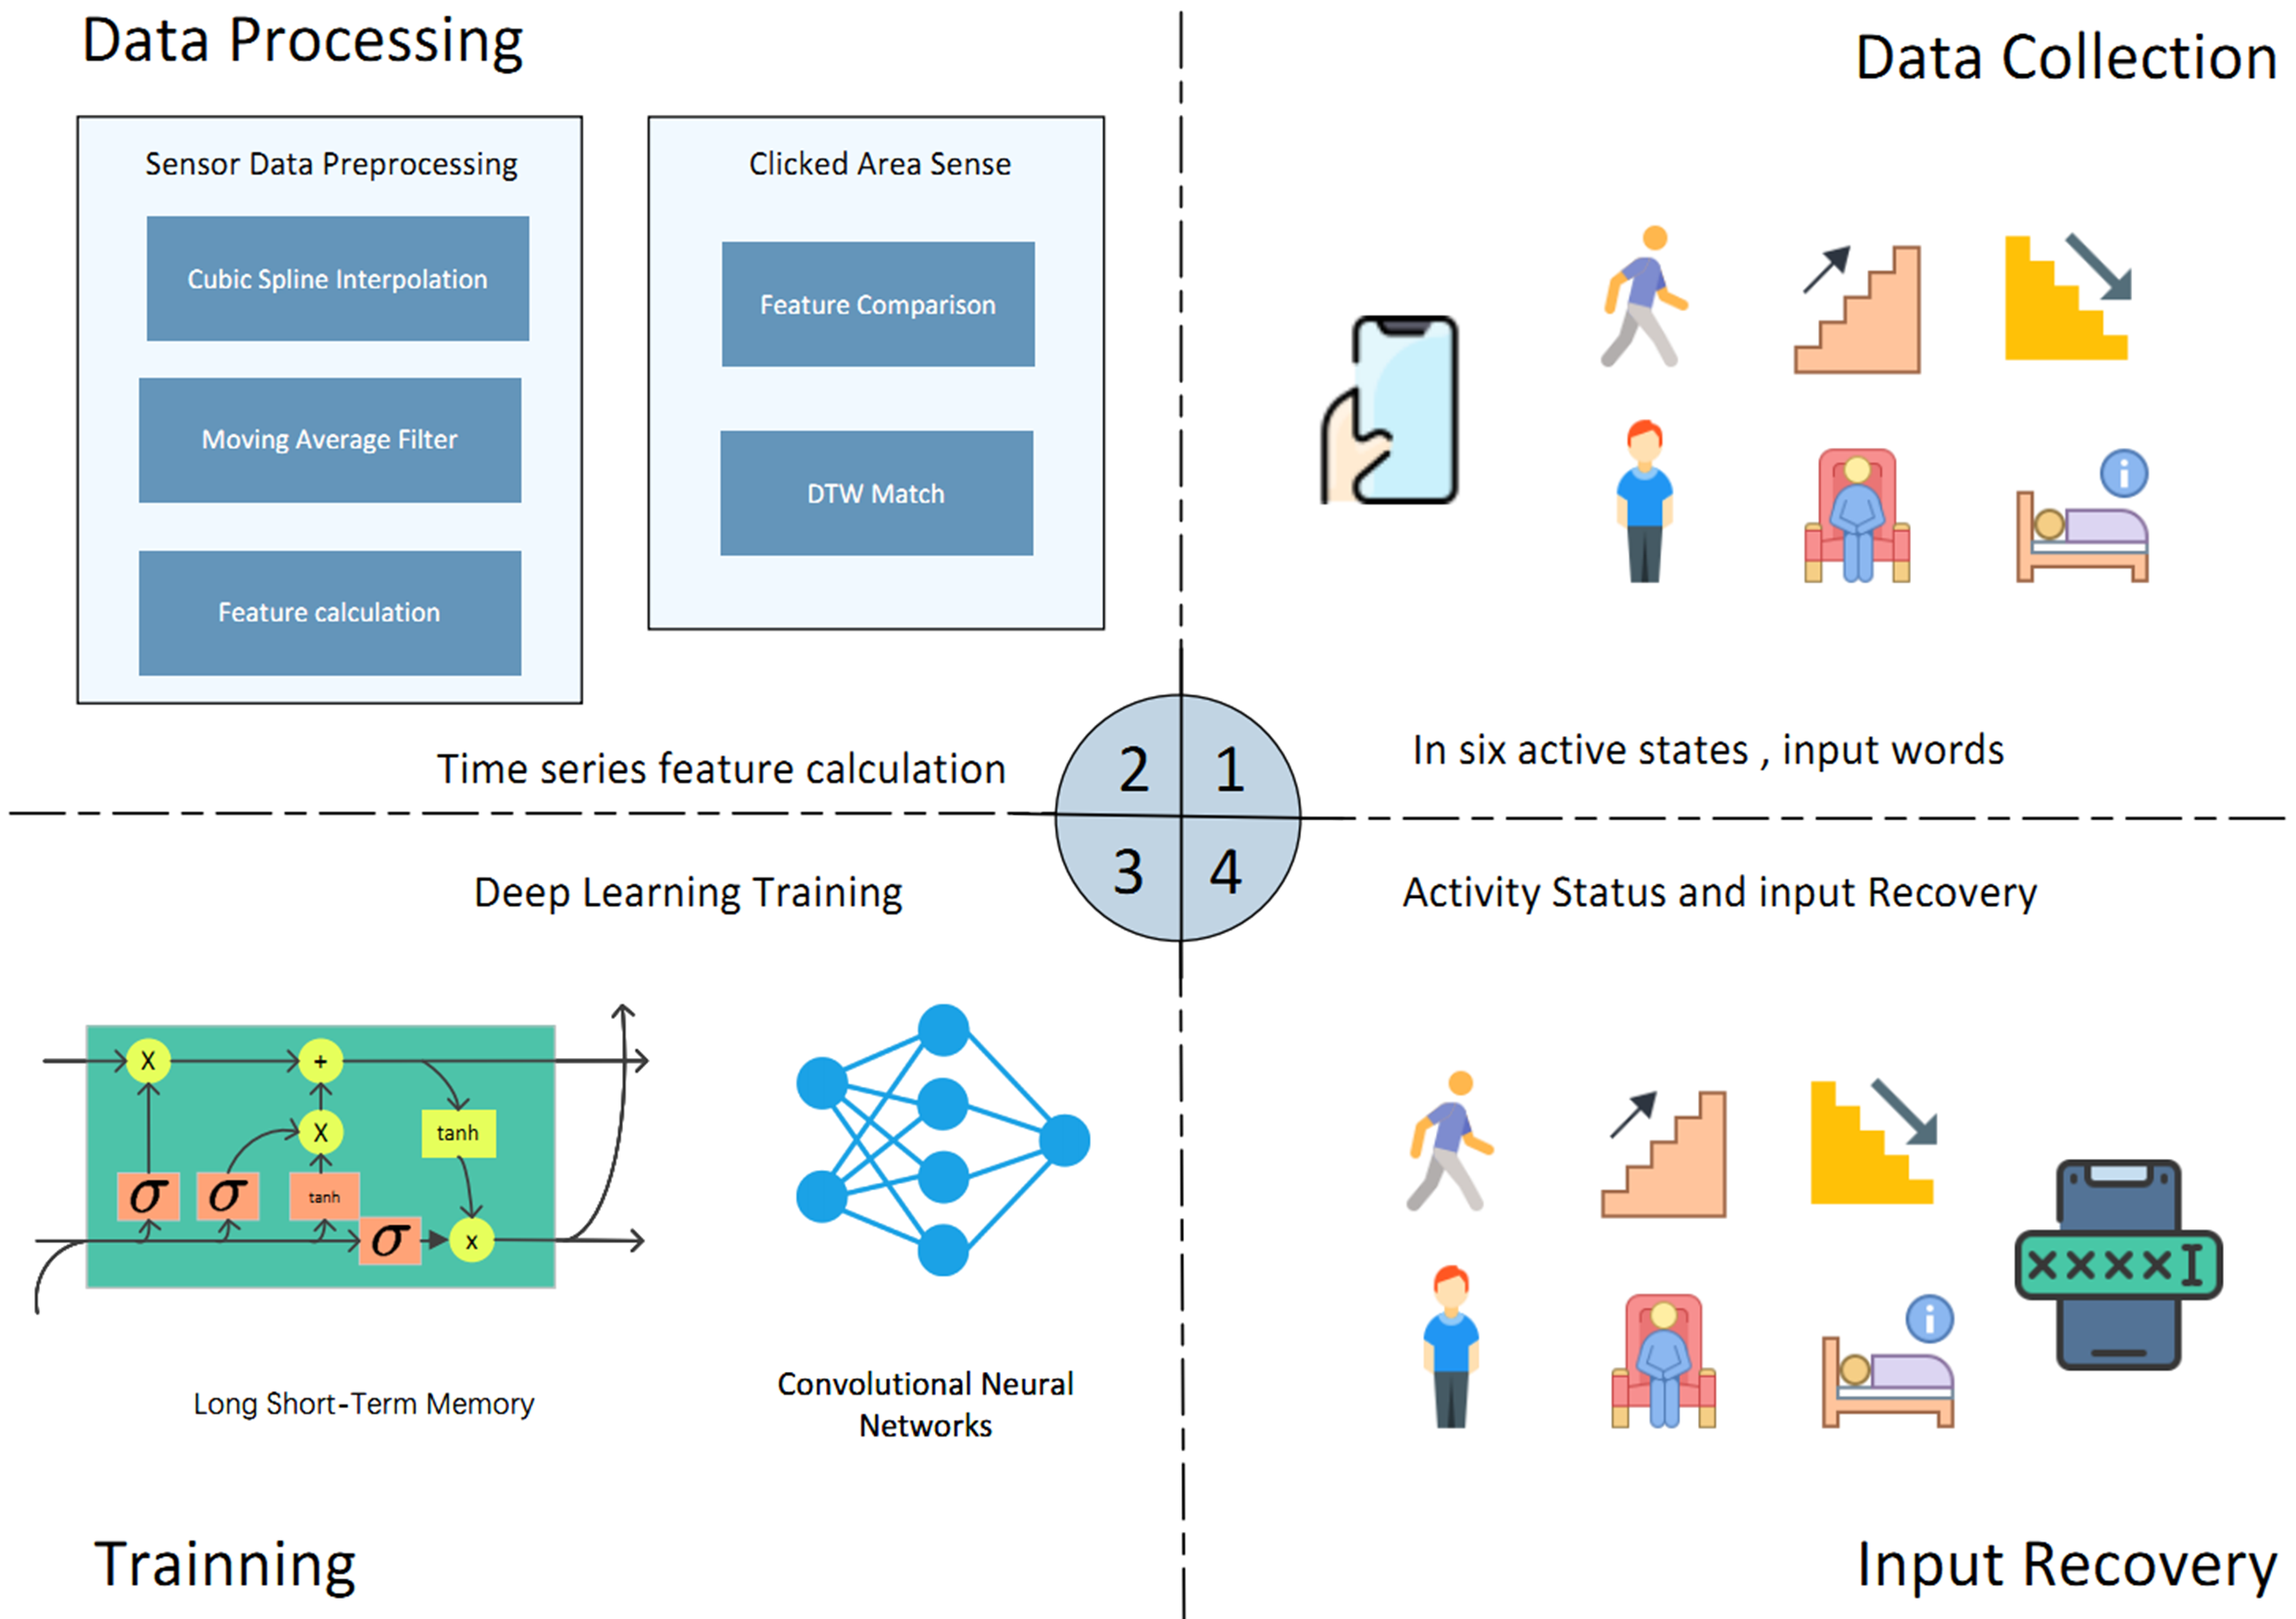 Data Processing
Sensor Data Preprocessing
Cubic Spline Interpolation
Moving Average Filter
Feature calculation
Clicked Area Sense
Feature Comparison
DTW Match
Time series feature calculation
Data Collection
i
In six active states , input words
2 1
3 4
Deep Learning Training
X
+
X
tanh
σ
σ
tanh
σ
x
Long Short-Term Memory
Convolutional Neural
Networks
Trainning
Activity Status and input Recovery
i
XXXXI
Input Recovery